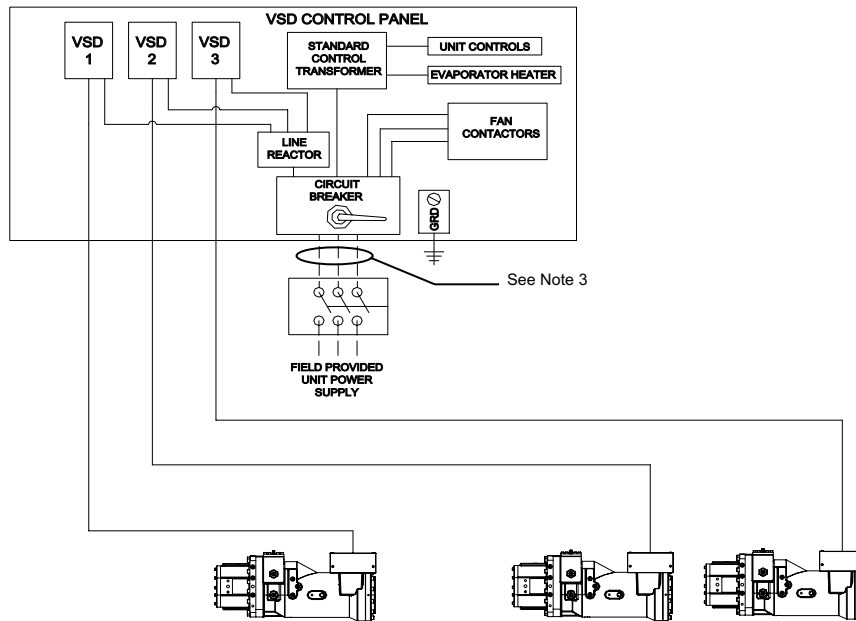 VSD CONTROL PANEL
VSD
1
VSD
2
VSD
3
STANDARD
CONTROL
TRANSFORMER
UNIT CONTROLS
EVAPORATOR HEATER
FAN
CONTACTORS
LINE
REACTOR
CIRCUIT
BREAKER
GRD
See Note 3
FIELD PROVIDED
UNIT POWER
SUPPLY